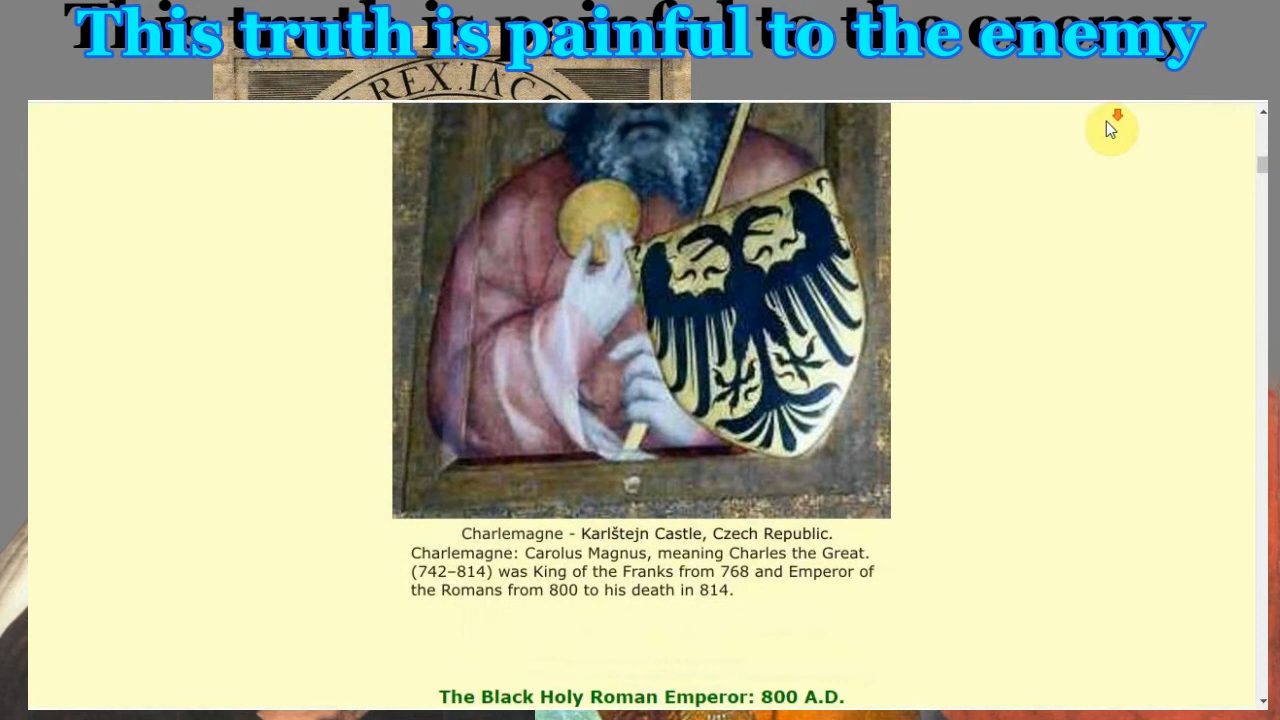 This truth is painful to the enemy
REX.IACO
Charlemagne - Karlštejn Castle, Czech Republic.
Charlemagne: Carolus Magnus, meaning Charles the Great.
(742–814) was King of the Franks from 768 and Emperor of
the Romans from 800 to his death in 814.
The Black Holy Roman Emperor: 800 A.D.